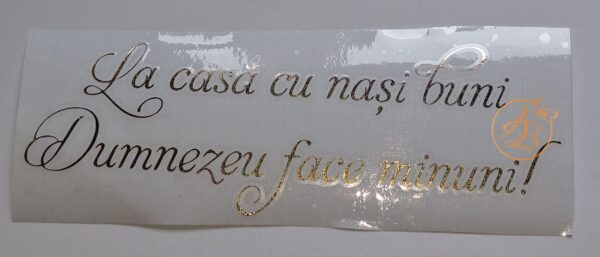 La casă cu nași buni
Dumnezeu face minuni!